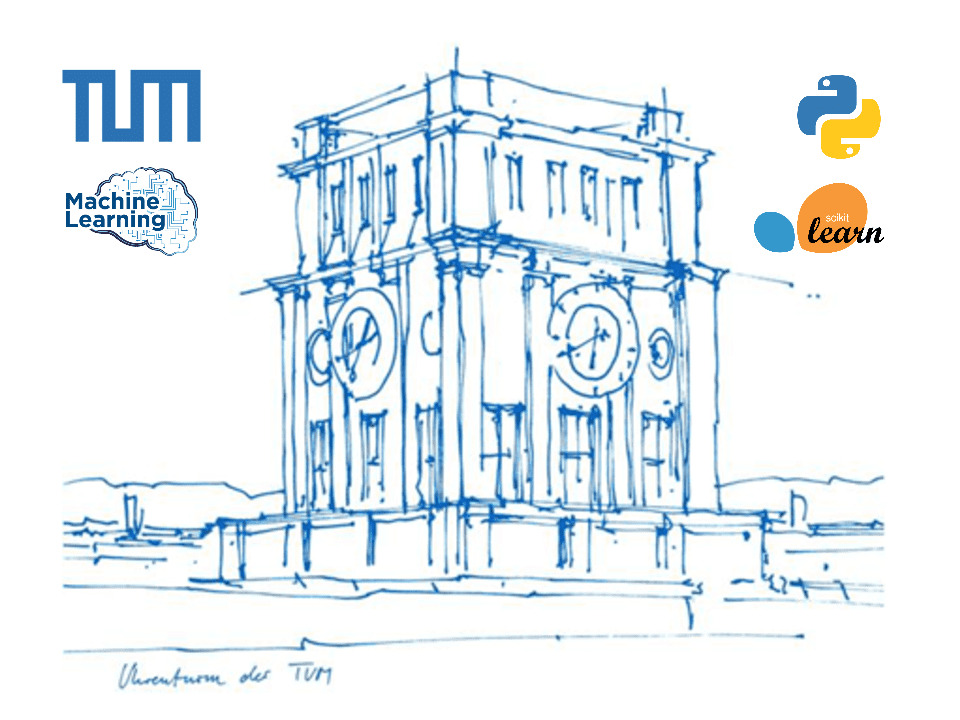 TUM
Machine
Learning
scikit
learn
Uhrenturm der TUM